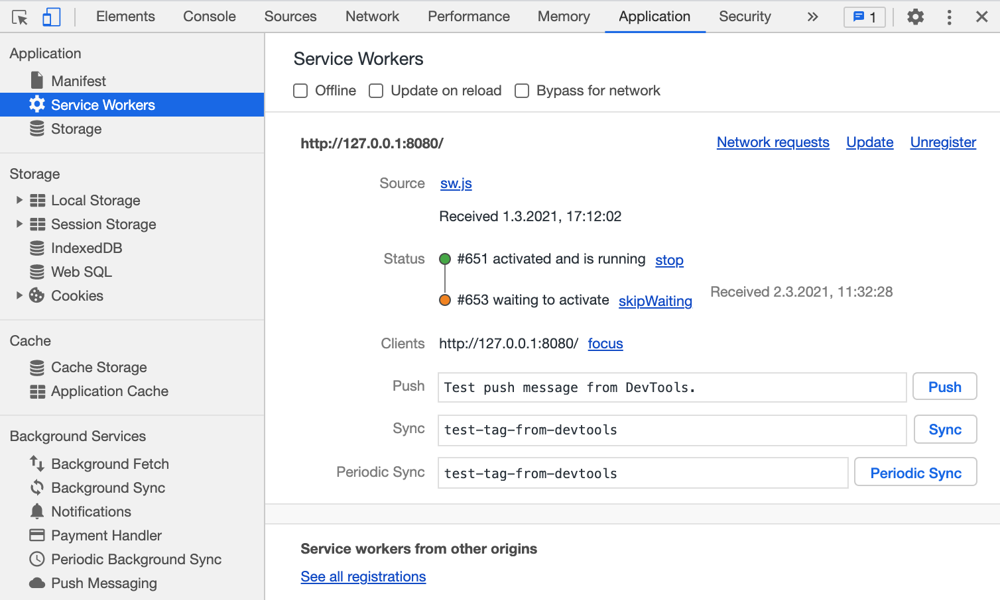 Elements Console Sources Network Performance Memory Application Security » 1
Application
Manifest
Service Workers
Storage
Storage
Local Storage
Session Storage
IndexedDB
Web SQL
Cookies
Cache
Cache Storage
Application Cache
Background Services
Background Fetch
Background Sync
Notifications
Payment Handler
Periodic Background Sync
Push Messaging
Service Workers
Offline Update on reload Bypass for network
http://127.0.0.1:8080/ Network requests Update Unregister
Source sw.js
Received 1.3.2021, 17:12:02
Status #651 activated and is running stop
#653 waiting to activate skipWaiting Received 2.3.2021, 11:32:28
Clients http://127.0.0.1:8080/ focus
Push Test push message from DevTools. Push
Sync test-tag-from-devtools Sync
Periodic Sync test-tag-from-devtools Periodic Sync
Service workers from other origins
See all registrations